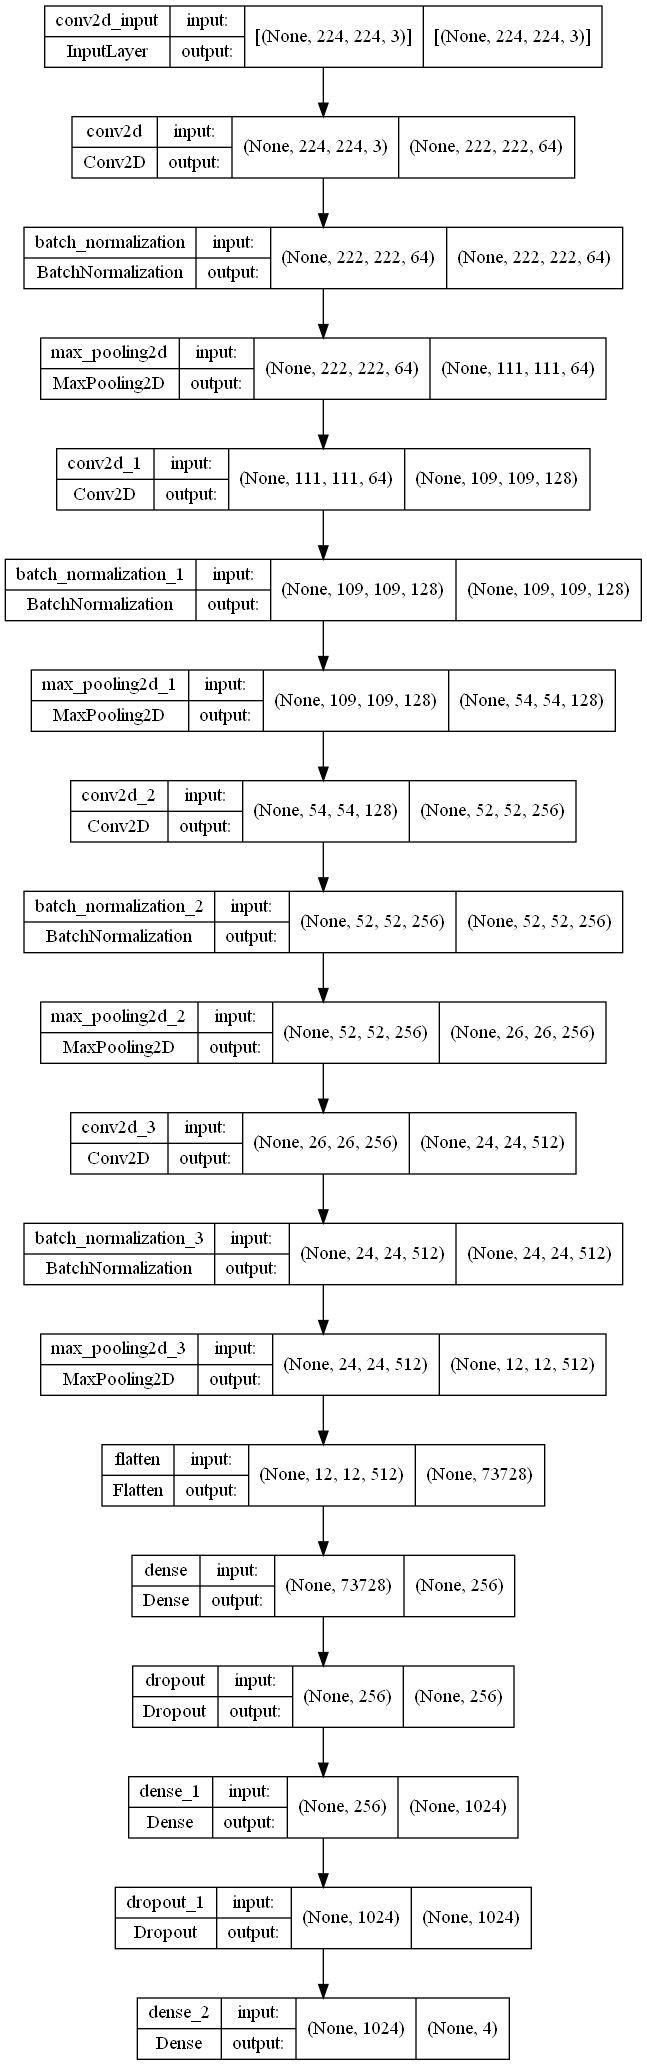 conv2d_input input: [(None, 224, 224, 3)] [(None, 224, 224, 3)]
InputLayer output:
conv2d input: (None, 224, 224, 3) (None, 222, 222, 64)
Conv2D output:
batch_normalization input: (None, 222, 222, 64) (None, 222, 222, 64)
BatchNormalization output:
max_pooling2d input: (None, 222, 222, 64) (None, 111, 111, 64)
MaxPooling2D output:
conv2d_1 input: (None, 111, 111, 64) (None, 109, 109, 128)
Conv2D output:
batch_normalization_1 input: (None, 109, 109, 128) (None, 109, 109, 128)
BatchNormalization output:
max_pooling2d_1 input: (None, 109, 109, 128) (None, 54, 54, 128)
MaxPooling2D output:
conv2d_2 input: (None, 54, 54, 128) (None, 52, 52, 256)
Conv2D output:
batch_normalization_2 input: (None, 52, 52, 256) (None, 52, 52, 256)
BatchNormalization output:
max_pooling2d_2 input: (None, 52, 52, 256) (None, 26, 26, 256)
MaxPooling2D output:
conv2d_3 input: (None, 26, 26, 256) (None, 24, 24, 512)
Conv2D output:
batch_normalization_3 input: (None, 24, 24, 512) (None, 24, 24, 512)
BatchNormalization output:
max_pooling2d_3 input: (None, 24, 24, 512) (None, 12, 12, 512)
MaxPooling2D output:
flatten input: (None, 12, 12, 512) (None, 73728)
Flatten output:
dense input: (None, 73728) (None, 256)
Dense output:
dropout input: (None, 256) (None, 256)
Dropout output:
dense_1 input: (None, 256) (None, 1024)
Dense output:
dropout_1 input: (None, 1024) (None, 1024)
Dropout output:
dense_2 input: (None, 1024) (None, 4)
Dense output: